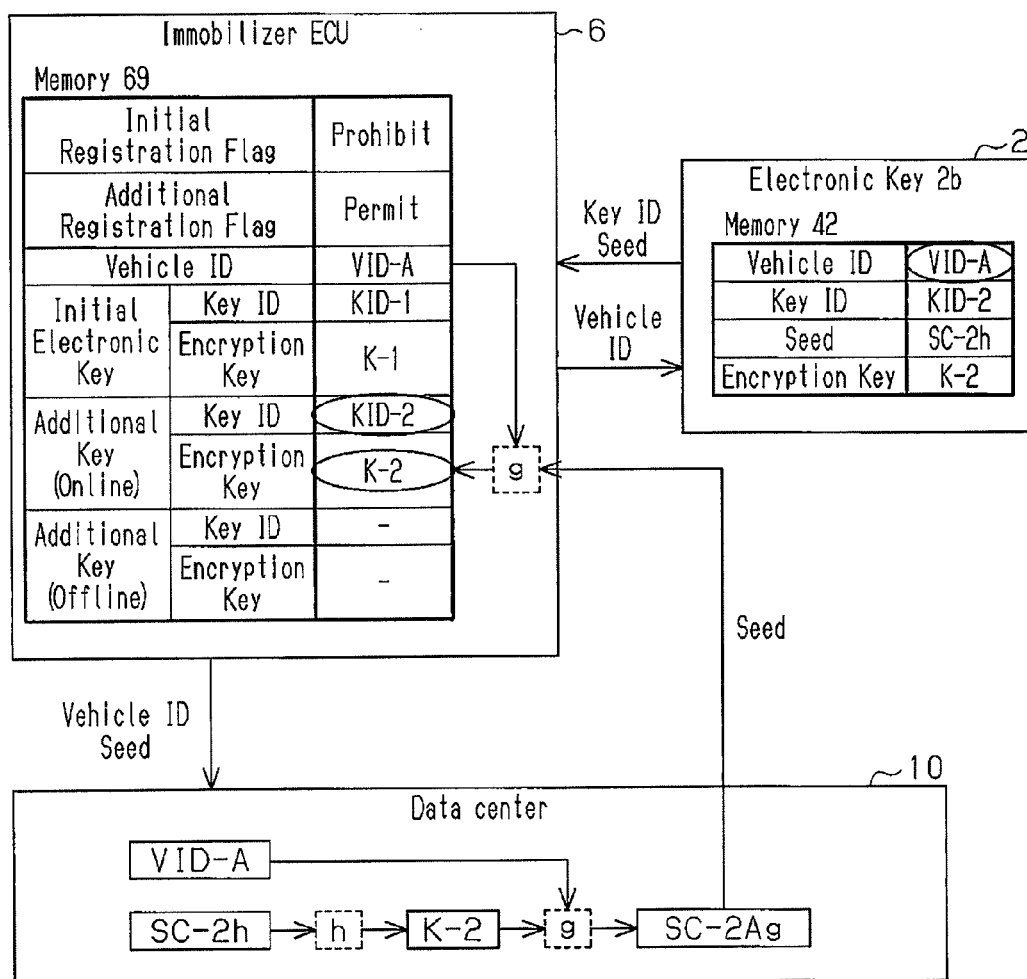 Immobilizer ECU
6
Memory 69
Initial
Registration Flag
Prohibit
Additional
Registration Flag
Permit
Vehicle ID
VID-A
Initial
Electronic
Key
Key ID
KID-1
Encryption
Key
K-1
Additional
Key
(Online)
Key ID
KID-2
Encryption
Key
K-2
g
Additional
Key
(Offline)
Key ID
-
Encryption
Key
-
Key ID
Seed
Vehicle
ID
2
Electronic Key 2b
Memory 42
Vehicle ID
VID-A
Key ID
KID-2
Seed
SC-2h
Encryption Key
K-2
Seed
Vehicle ID
Seed
10
Data center
VID-A
SC-2h
h
K-2
g
SC-2Ag